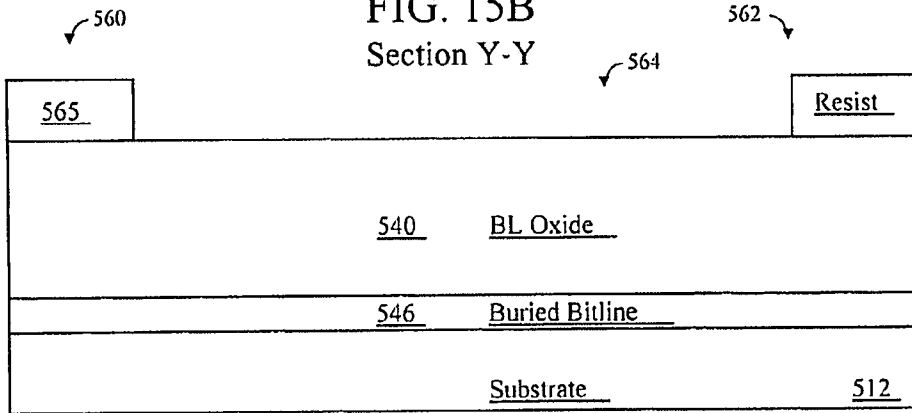 FIG. 15B
Section Y-Y
560
562
564
565
Resist
540 BL Oxide
546 Buried Bitline
Substrate 512